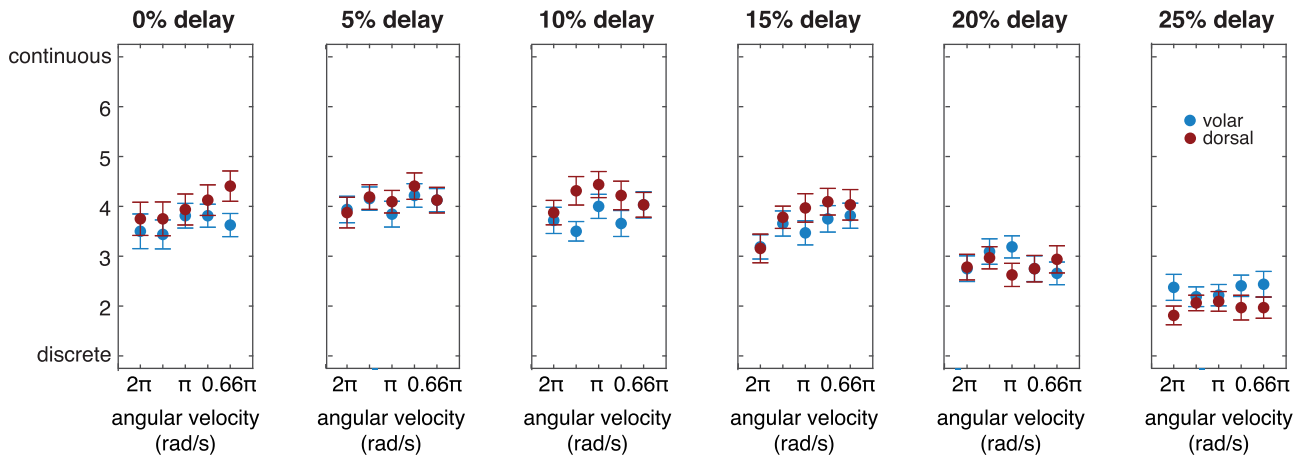 0% delay 5% delay 10% delay 15% delay 20% delay 25% delay
continuous
6
5
4
3
2
discrete
volar
dorsal
2π π 0.66π 2π π 0.66π 2π π 0.66π 2π π 0.66π 2π π 0.66π 2π π 0.66π
angular velocity angular velocity angular velocity angular velocity angular velocity angular velocity
(rad/s) (rad/s) (rad/s) (rad/s) (rad/s) (rad/s)